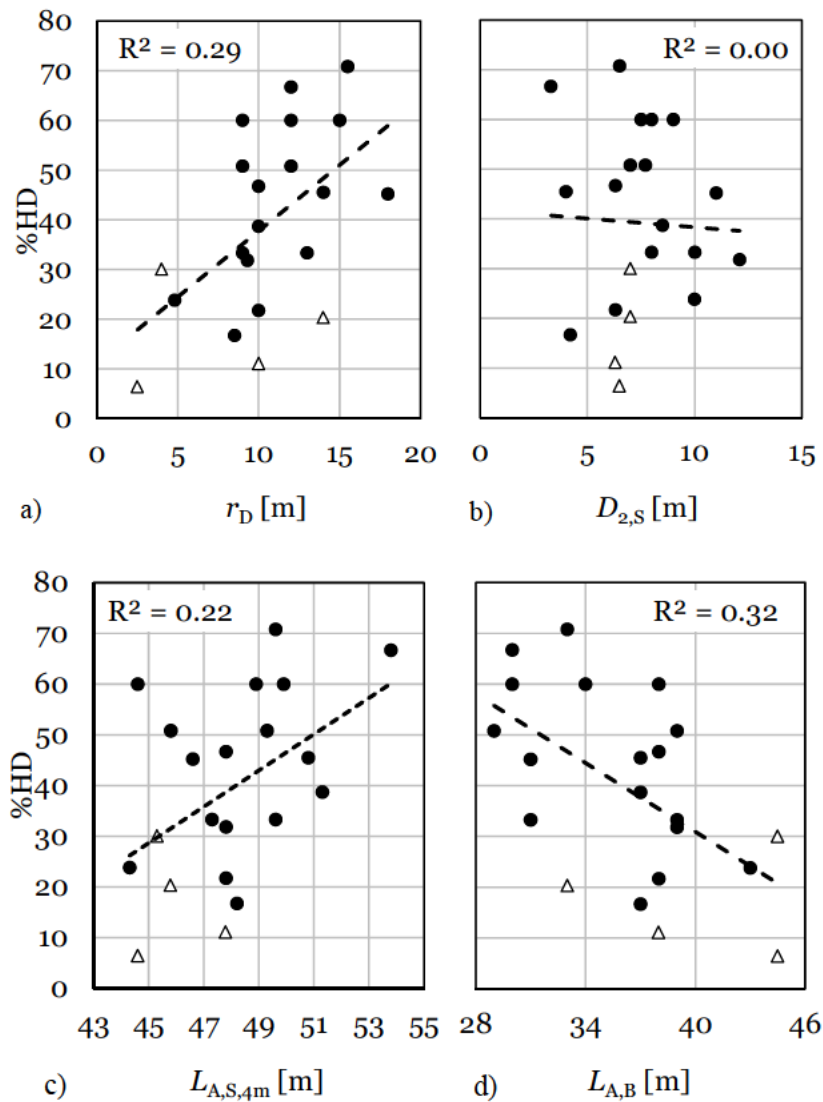 80
70
60
50
40
30
20
10
0
%HD
R² = 0.29
0 5 10 15 20
a) r_D [m]
R² = 0.00
0 5 10 15
b) D_2,S [m]
80
70
60
50
40
30
20
10
0
%HD
R² = 0.22
43 45 47 49 51 53 55
c) L_A,S,4m [m]
R² = 0.32
28 34 40 46
d) L_A,B [m]